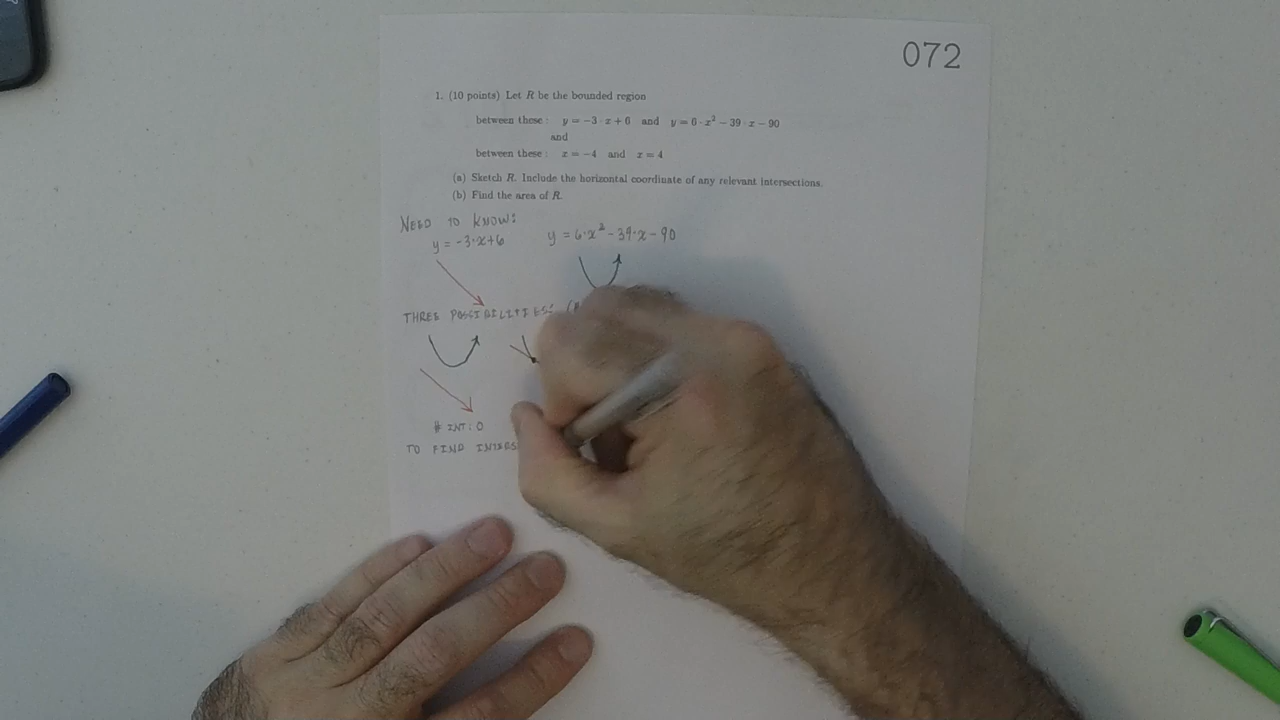 072
1. (10 points) Let R be the bounded region
between these : y = −3 · x + 6 and y = 6 · x² − 39 · x − 90
and
between these : x = −4 and x = 4
(a) Sketch R. Include the horizontal coordinate of any relevant intersections.
(b) Find the area of R.
NEED TO KNOW:
y = -3·x+6 y = 6·x²-39·x-90
THREE POSSIBILITIES:
# INT: 0
TO FIND